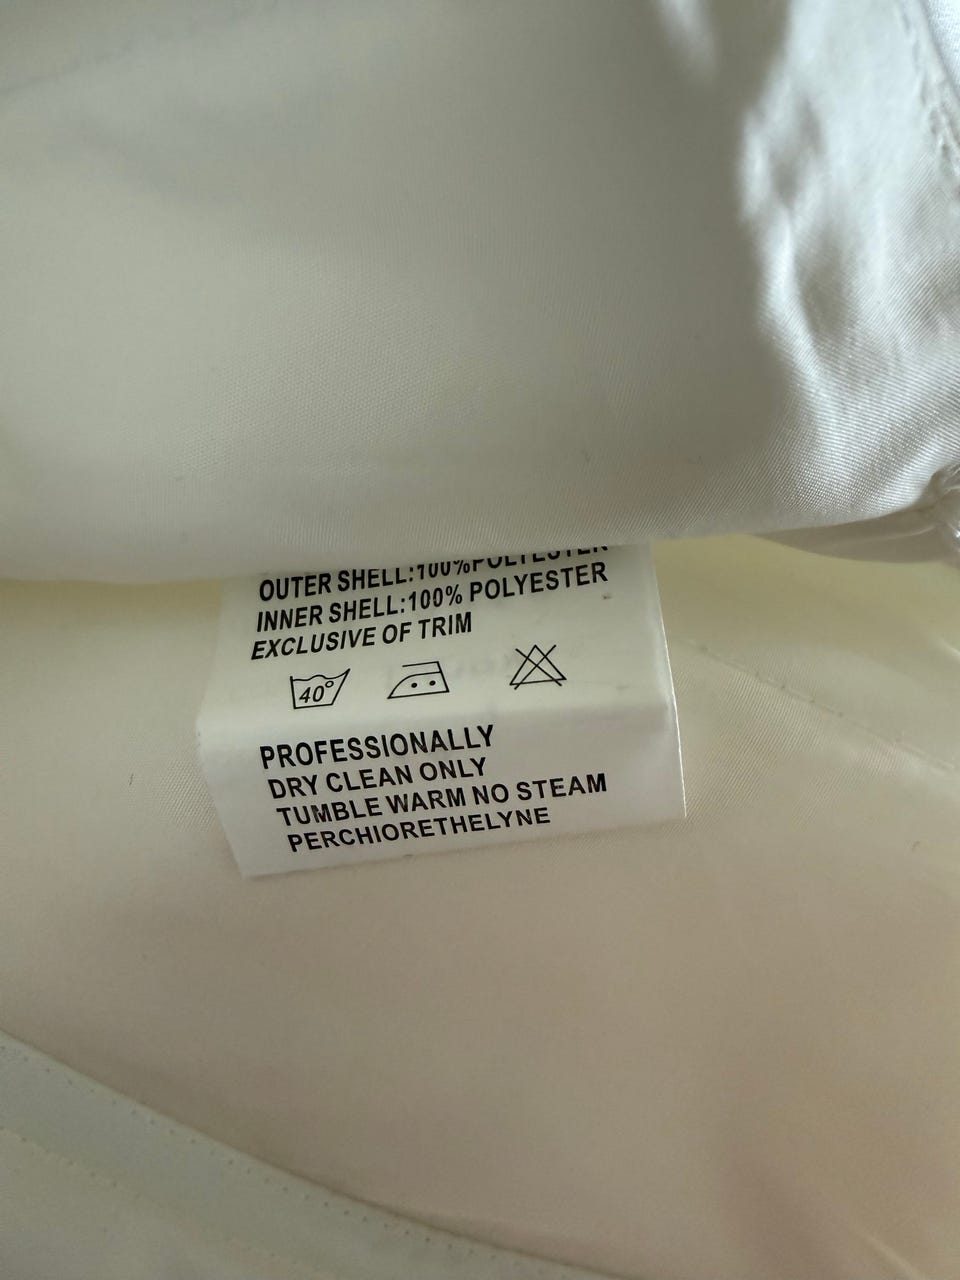 OUTER SHELL:100%POLYESTER
INNER SHELL:100% POLYESTER
EXCLUSIVE OF TRIM
40°
PROFESSIONALLY
DRY CLEAN ONLY
TUMBLE WARM NO STEAM
PERCHIORETHELYNE